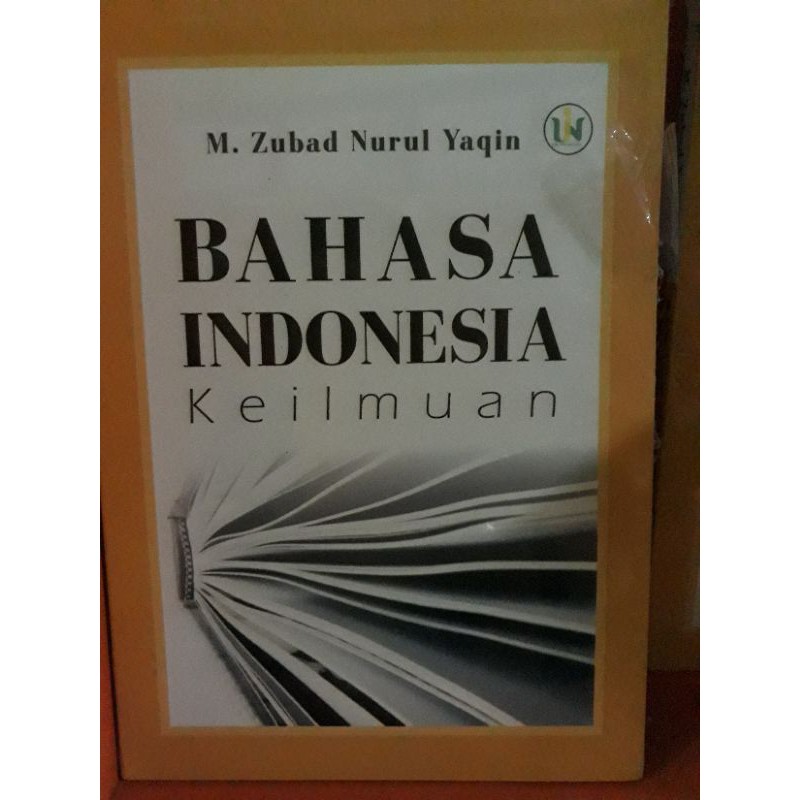 M. Zubad Nurul Yaqin
BAHASA
INDONESIA
Keilmuan